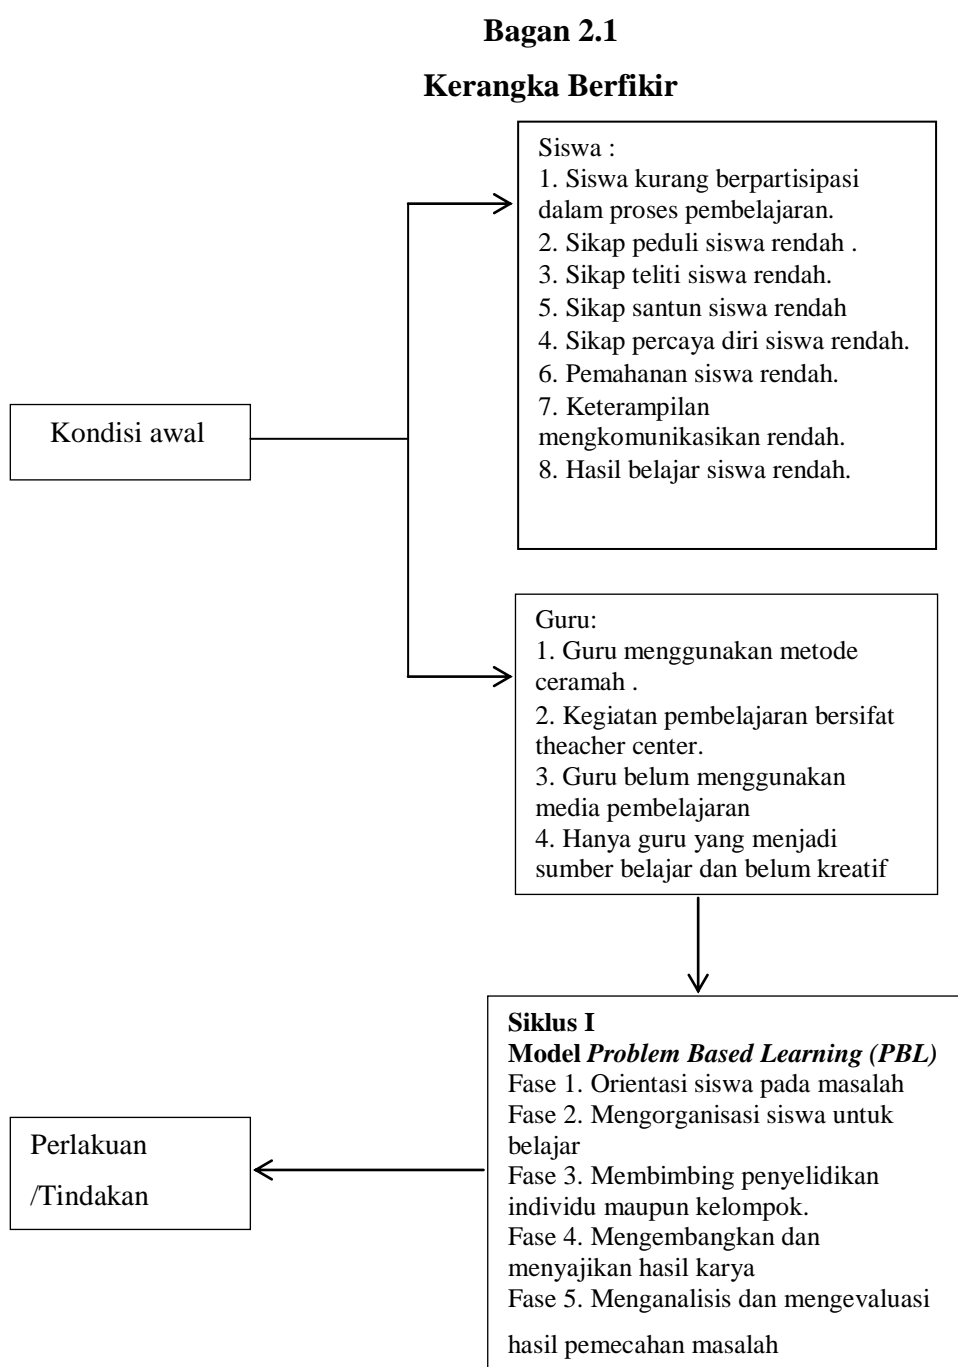 Bagan 2.1
Kerangka Berfikir
Siswa :
1. Siswa kurang berpartisipasi
dalam proses pembelajaran.
2. Sikap peduli siswa rendah .
3. Sikap teliti siswa rendah.
5. Sikap santun siswa rendah
4. Sikap percaya diri siswa rendah.
6. Pemahanan siswa rendah.
7. Keterampilan
mengkomunikasikan rendah.
8. Hasil belajar siswa rendah.
Kondisi awal
Guru:
1. Guru menggunakan metode
ceramah .
2. Kegiatan pembelajaran bersifat
theacher center.
3. Guru belum menggunakan
media pembelajaran
4. Hanya guru yang menjadi
sumber belajar dan belum kreatif
Siklus I
Model Problem Based Learning (PBL)
Fase 1. Orientasi siswa pada masalah
Fase 2. Mengorganisasi siswa untuk
belajar
Fase 3. Membimbing penyelidikan
individu maupun kelompok.
Fase 4. Mengembangkan dan
menyajikan hasil karya
Fase 5. Menganalisis dan mengevaluasi
hasil pemecahan masalah
Perlakuan
/Tindakan